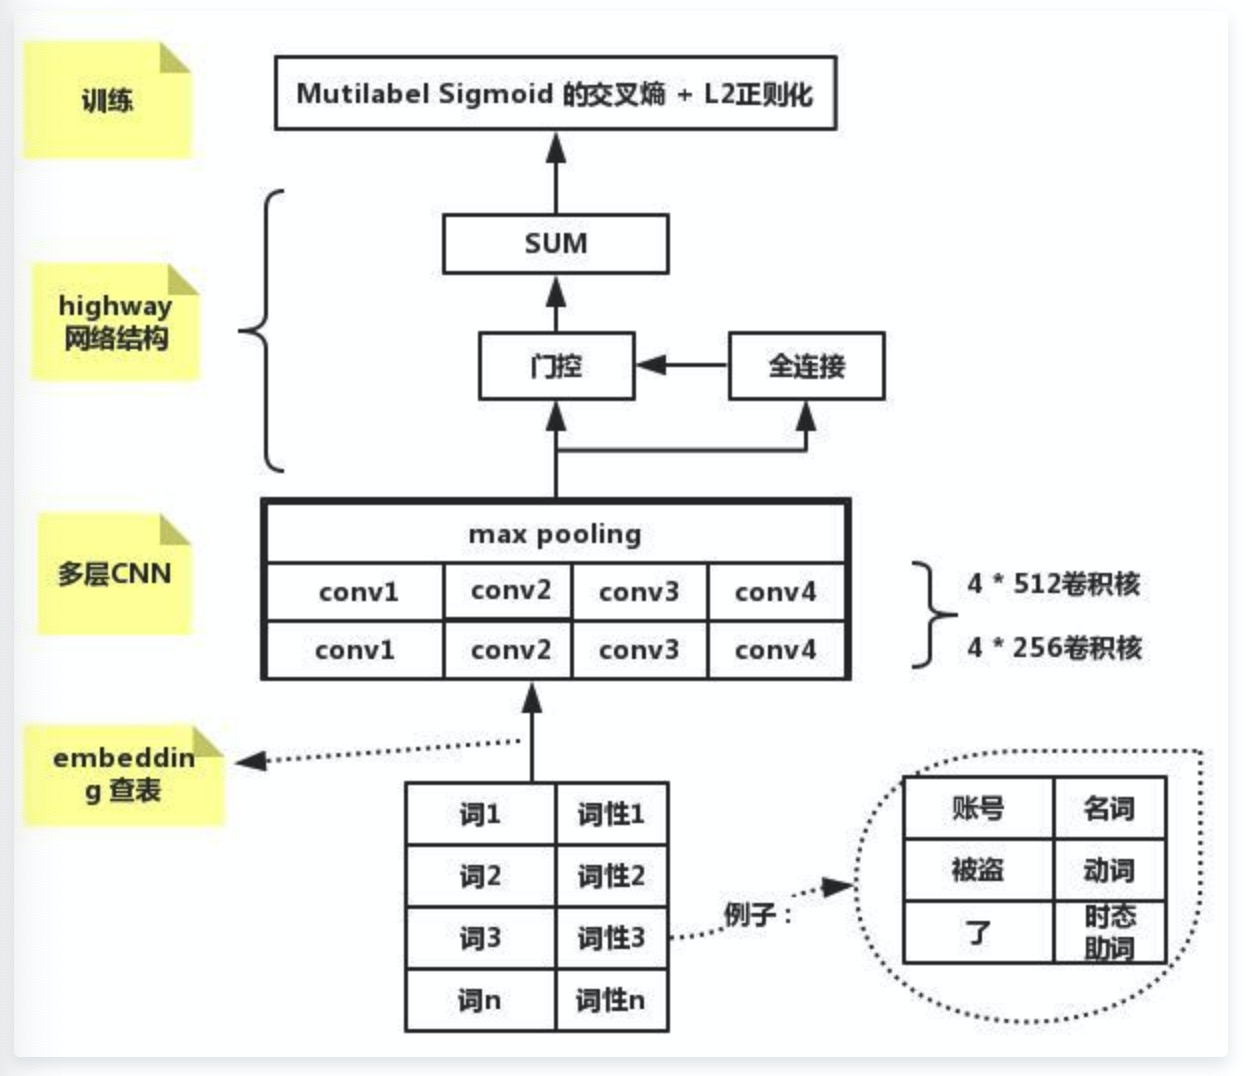 训练
Mutilabel Sigmoid 的交叉熵 + L2正则化
SUM
highway
网络结构
门控
全连接
max pooling
多层CNN
conv1 conv2 conv3 conv4
4 * 512卷积核
conv1 conv2 conv3 conv4
4 * 256卷积核
embeddin
g 查表
词1 词性1
词2 词性2
词3 词性3
词n 词性n
例子：
账号 名词
被盗 动词
了 时态
助词